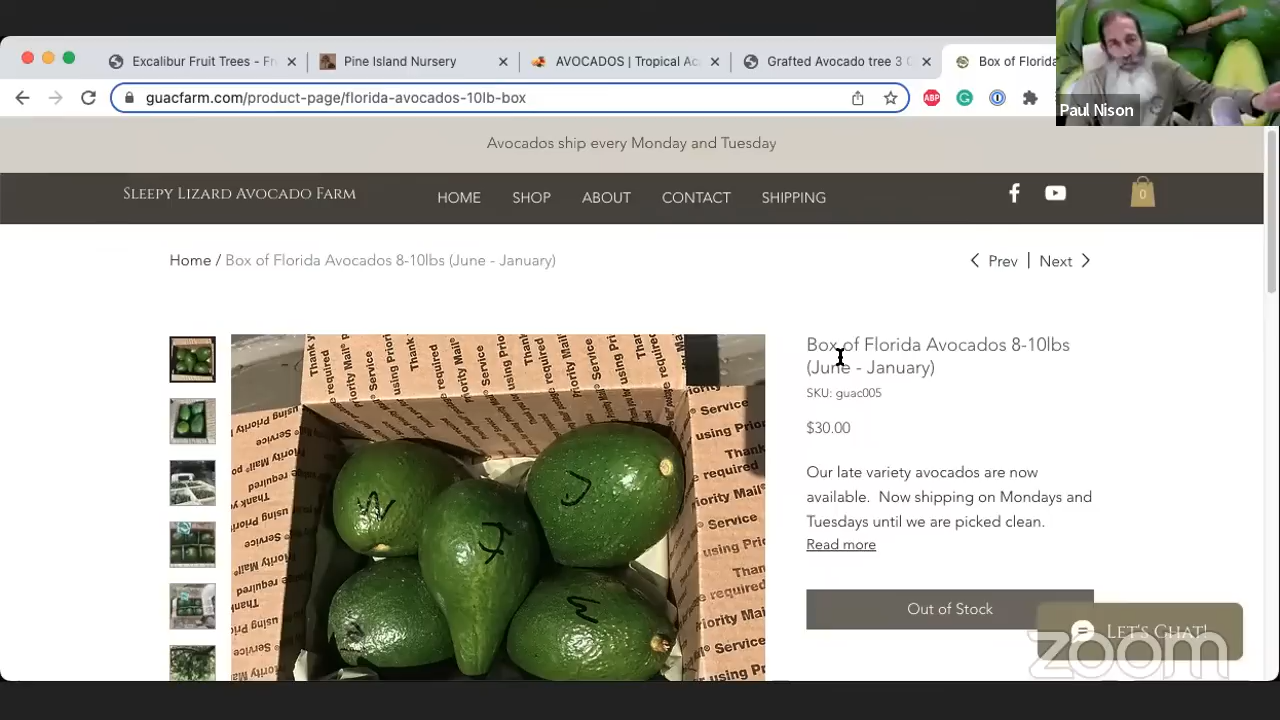 Excalibur Fruit Trees - Fr
Pine Island Nursery
AVOCADOS | Tropical Ac
Grafted Avocado tree 3 G
Box of Florida
guacfarm.com/product-page/florida-avocados-10lb-box
ABP
Paul Nison
Avocados ship every Monday and Tuesday
SLEEPY LIZARD AVOCADO FARM
HOME
SHOP
ABOUT
CONTACT
SHIPPING
0
Home / Box of Florida Avocados 8-10lbs (June - January)
Prev | Next
Box of Florida Avocados 8-10lbs
(June - January)
SKU: guac005
$30.00
Our late variety avocados are now
available. Now shipping on Mondays and
Tuesdays until we are picked clean.
Read more
Out of Stock
LET'S CHAT!
zoom